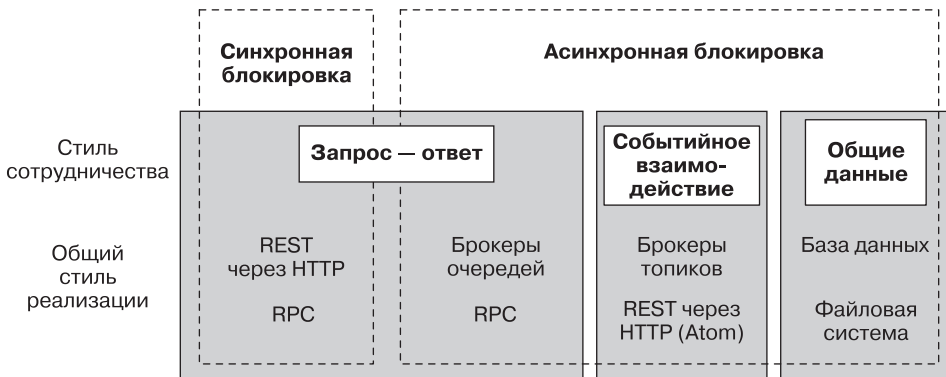 Синхронная
блокировка
Асинхронная блокировка
Стиль
сотрудничества
Запрос — ответ
Событийное
взаимо-
действие
Общие
данные
Общий
стиль
реализации
REST
через HTTP
RPC
Брокеры
очередей
RPC
Брокеры
топиков
REST через
HTTP (Atom)
База данных
Файловая
система